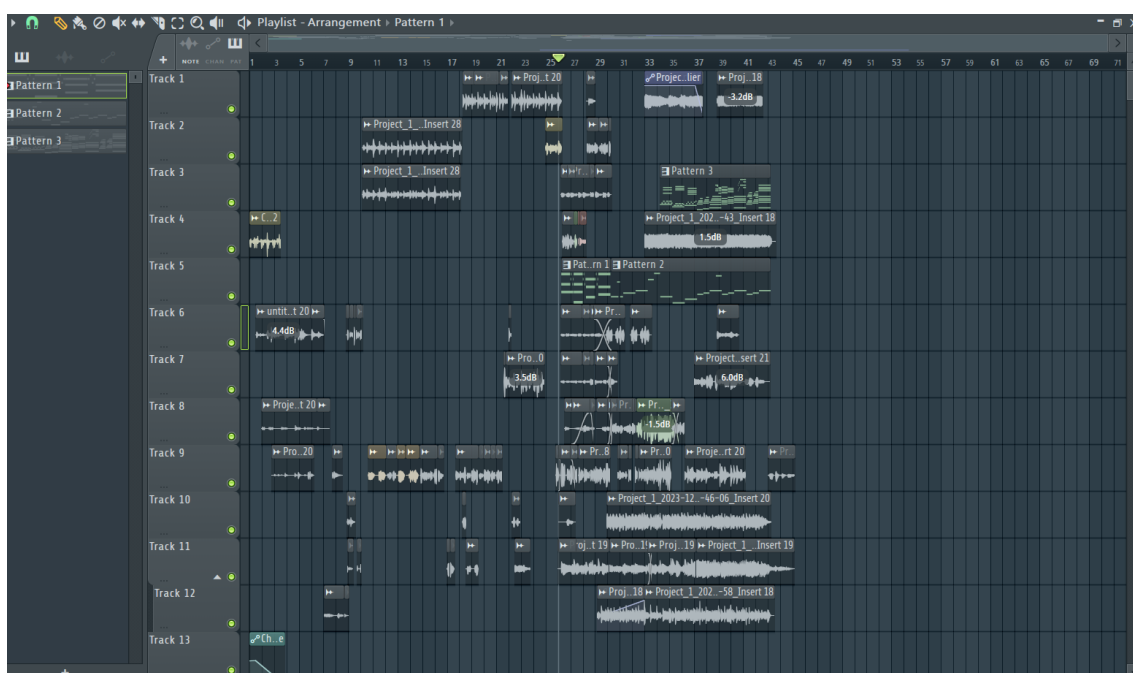 Playlist - Arrangement ▸ Pattern 1 ▸
NOTE CHAN PAT
1 3 5 7 9 11 13 15 17 19 21 23 25 27 29 31 33 35 37 39 41 43 45 47 49 51 53 55 57 59 61 63 65 67 69 71
Pattern 1
Pattern 2
Pattern 3
Track 1
Proj..t 20
Projec..lier
Proj..18
-3.2dB
Track 2
Project_1_..Insert 28
Track 3
Project_1_..Insert 28
Pattern 3
Track 4
C..2
Project_1_202..-43_Insert 18
1.5dB
Track 5
Pat..rn 1
Pattern 2
Track 6
untit..t 20
4.4dB
Pr..
Track 7
Pro..0
3.5dB
Project..sert 21
6.0dB
Track 8
Proje..t 20
Pr
Pr.._
-1.5dB
Track 9
Pro..20
Pr..8
Pr..0
Proje..rt 20
Pr..
Track 10
Project_1_2023-12..-46-06_Insert 20
Track 11
oj..t 19
Proj..19
Project_1_..Insert 19
Track 12
Proj..18
Project_1_202..-58_Insert 18
Track 13
Ch..e